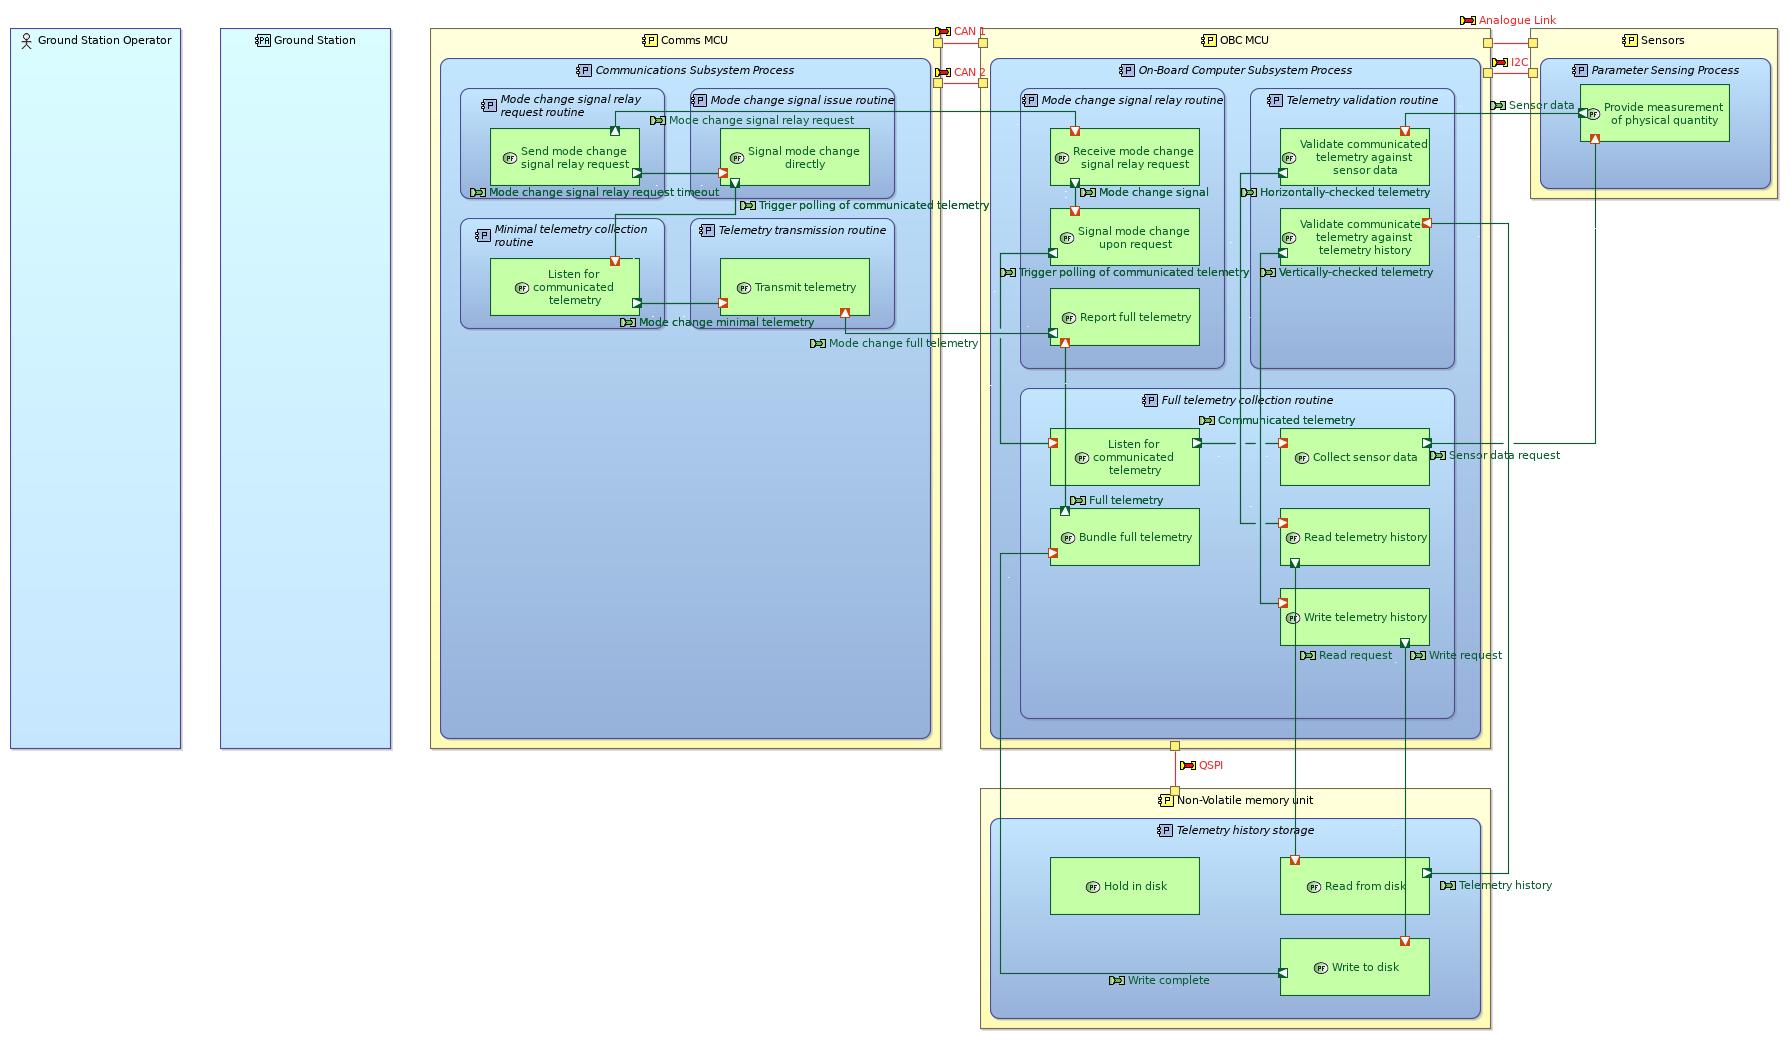 Analogue Link
Ground Station Operator
Ground Station
Comms MCU
CAN 1
OBC MCU
Sensors
I2C
CAN 2
Communications Subsystem Process
On-Board Computer Subsystem Process
Parameter Sensing Process
Mode change signal relay
request routine
Mode change signal issue routine
Mode change signal relay routine
Telemetry validation routine
Sensor data
Provide measurement
of physical quantity
Mode change signal relay request
Send mode change
signal relay request
Signal mode change
directly
Receive mode change
signal relay request
Validate communicated
telemetry against
sensor data
Mode change signal relay request timeout
Mode change signal
Horizontally-checked telemetry
Trigger polling of communicated telemetry
Minimal telemetry collection
routine
Telemetry transmission routine
Signal mode change
upon request
Validate communicate
telemetry against
telemetry history
Trigger polling of communicated telemetry
Vertically-checked telemetry
Listen for
communicated
telemetry
Transmit telemetry
Report full telemetry
Mode change minimal telemetry
Mode change full telemetry
Full telemetry collection routine
Communicated telemetry
Listen for
communicated
telemetry
Collect sensor data
Sensor data request
Full telemetry
Bundle full telemetry
Read telemetry history
Write telemetry history
Read request
Write request
QSPI
Non-Volatile memory unit
Telemetry history storage
Hold in disk
Read from disk
Telemetry history
Write to disk
Write complete